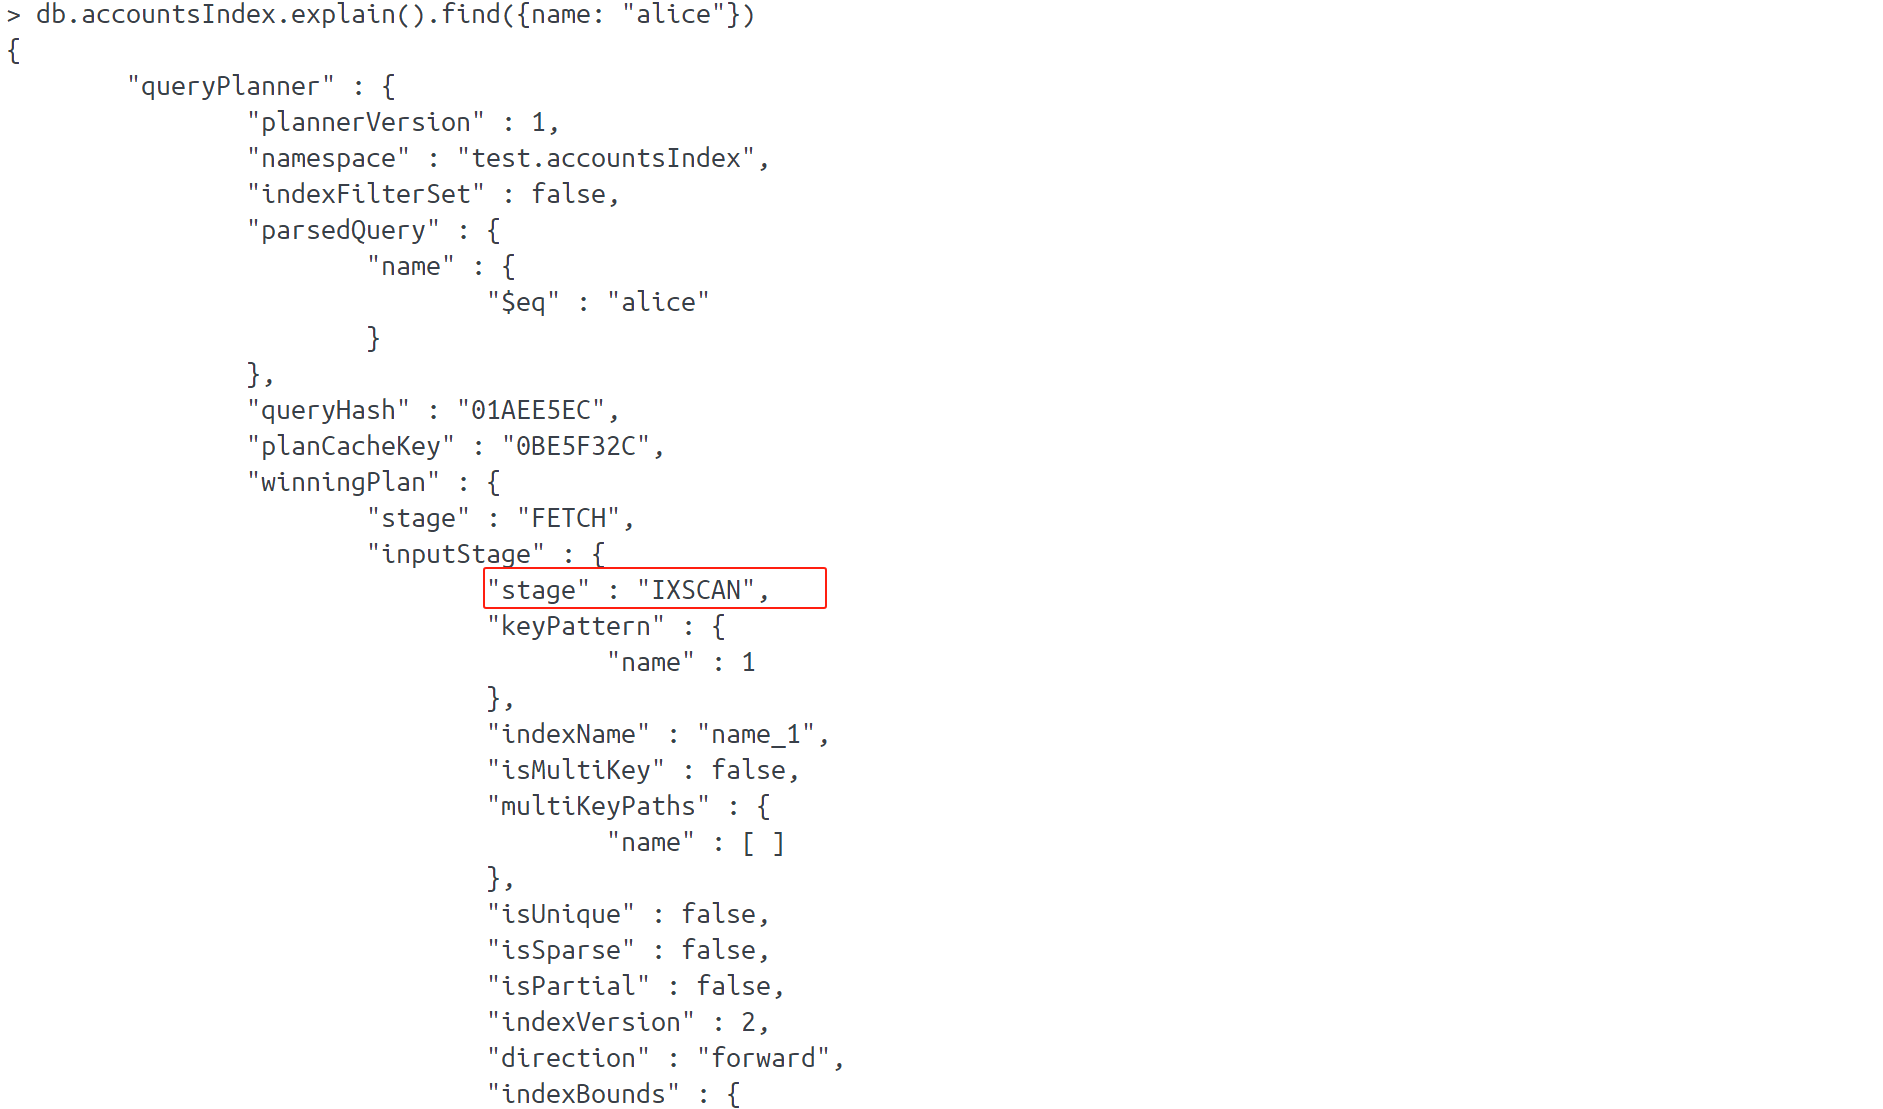 > db.accountsIndex.explain().find({name: "alice"})
{
        "queryPlanner" : {
                "plannerVersion" : 1,
                "namespace" : "test.accountsIndex",
                "indexFilterSet" : false,
                "parsedQuery" : {
                        "name" : {
                                "$eq" : "alice"
                        }
                },
                "queryHash" : "01AEE5EC",
                "planCacheKey" : "0BE5F32C",
                "winningPlan" : {
                        "stage" : "FETCH",
                        "inputStage" : {
                                "stage" : "IXSCAN",
                                "keyPattern" : {
                                        "name" : 1
                                },
                                "indexName" : "name_1",
                                "isMultiKey" : false,
                                "multiKeyPaths" : {
                                        "name" : [ ]
                                },
                                "isUnique" : false,
                                "isSparse" : false,
                                "isPartial" : false,
                                "indexVersion" : 2,
                                "direction" : "forward",
                                "indexBounds" : {